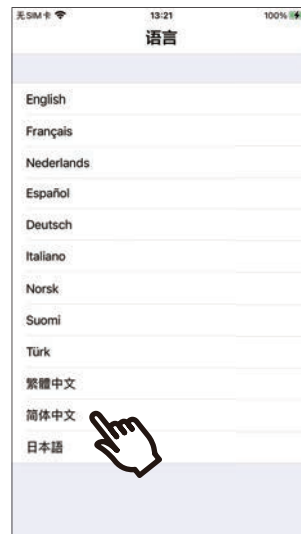 无SIM卡 13:21 100%
语言
English
Français
Nederlands
Español
Deutsch
Italiano
Norsk
Suomi
Türk
繁體中文
简体中文
日本語